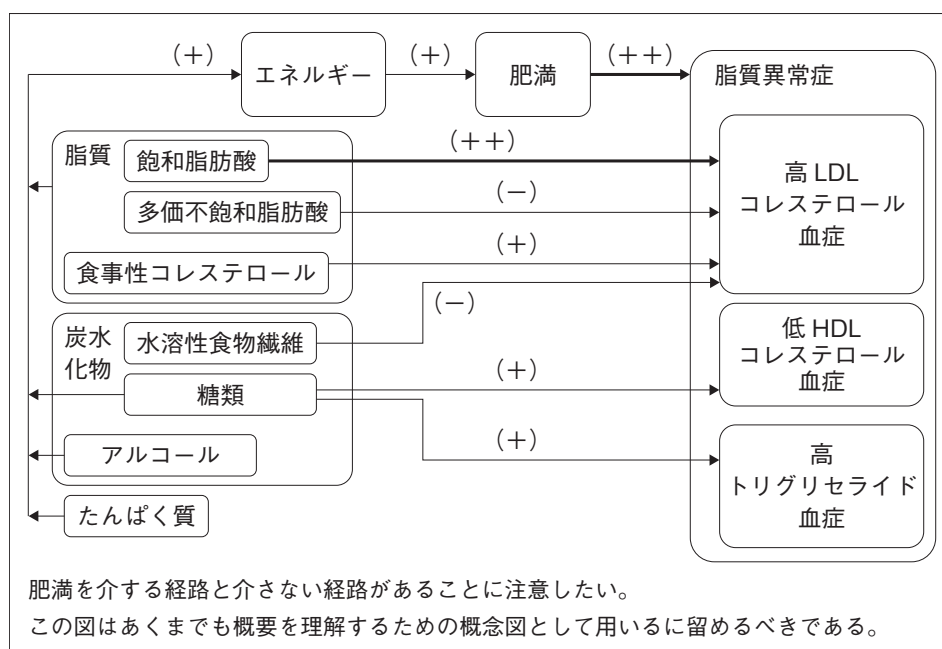 (+)
エネルギー
(+)
肥満
(++)
脂質異常症
脂質
飽和脂肪酸
(++)
多価不飽和脂肪酸
(−)
食事性コレステロール
(+)
高 LDL
コレステロール
血症
炭水
化物
水溶性食物繊維
(−)
糖類
(+)
低 HDL
コレステロール
血症
アルコール
(+)
高
トリグリセライド
血症
たんぱく質
肥満を介する経路と介さない経路があることに注意したい。
この図はあくまでも概要を理解するための概念図として用いるに留めるべきである。